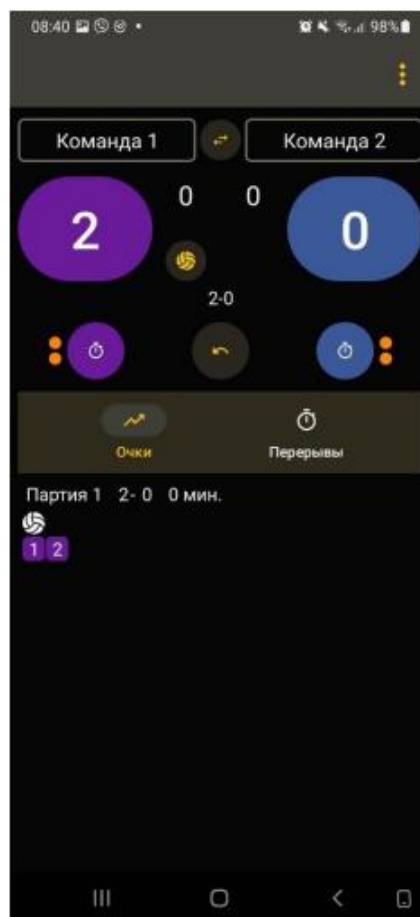 08:40 98%
Команда 1 Команда 2
2 0 0 0
2-0
Очки Перерывы
Партия 1 2- 0 0 мин.
1 2